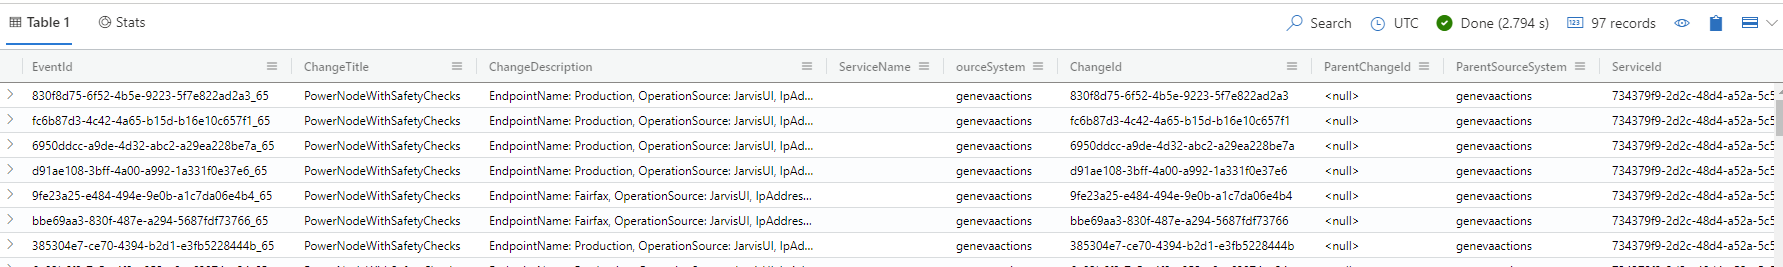 Table 1 Stats Search UTC Done (2.794 s) 123 97 records
EventId ChangeTitle ChangeDescription ServiceName ourceSystem ChangeId ParentChangeId ParentSourceSystem ServiceId
830f8d75-6f52-4b5e-9223-5f7e822ad2a3_65 PowerNodeWithSafetyChecks EndpointName: Production, OperationSource: JarvisUI, IpAd... genevaactions 830f8d75-6f52-4b5e-9223-5f7e822ad2a3 <null> genevaactions 734379f9-2d2c-48d4-a52a-5c5
fc6b87d3-4c42-4a65-b15d-b16e10c657f1_65 PowerNodeWithSafetyChecks EndpointName: Production, OperationSource: JarvisUI, IpAd... genevaactions fc6b87d3-4c42-4a65-b15d-b16e10c657f1 <null> genevaactions 734379f9-2d2c-48d4-a52a-5c5
6950ddcc-a9de-4d32-abc2-a29ea228be7a_65 PowerNodeWithSafetyChecks EndpointName: Production, OperationSource: JarvisUI, IpAd... genevaactions 6950ddcc-a9de-4d32-abc2-a29ea228be7a <null> genevaactions 734379f9-2d2c-48d4-a52a-5c5
d91ae108-3bff-4a00-a992-1a331f0e37e6_65 PowerNodeWithSafetyChecks EndpointName: Production, OperationSource: JarvisUI, IpAd... genevaactions d91ae108-3bff-4a00-a992-1a331f0e37e6 <null> genevaactions 734379f9-2d2c-48d4-a52a-5c5
9fe23a25-e484-494e-9e0b-a1c7da06e4b4_65 PowerNodeWithSafetyChecks EndpointName: Fairfax, OperationSource: JarvisUI, IpAddres... genevaactions 9fe23a25-e484-494e-9e0b-a1c7da06e4b4 <null> genevaactions 734379f9-2d2c-48d4-a52a-5c5
bbe69aa3-830f-487e-a294-5687fdf73766_65 PowerNodeWithSafetyChecks EndpointName: Fairfax, OperationSource: JarvisUI, IpAddres... genevaactions bbe69aa3-830f-487e-a294-5687fdf73766 <null> genevaactions 734379f9-2d2c-48d4-a52a-5c5
385304e7-ce70-4394-b2d1-e3fb5228444b_65 PowerNodeWithSafetyChecks EndpointName: Production, OperationSource: JarvisUI, IpAd... genevaactions 385304e7-ce70-4394-b2d1-e3fb5228444b <null> genevaactions 734379f9-2d2c-48d4-a52a-5c5